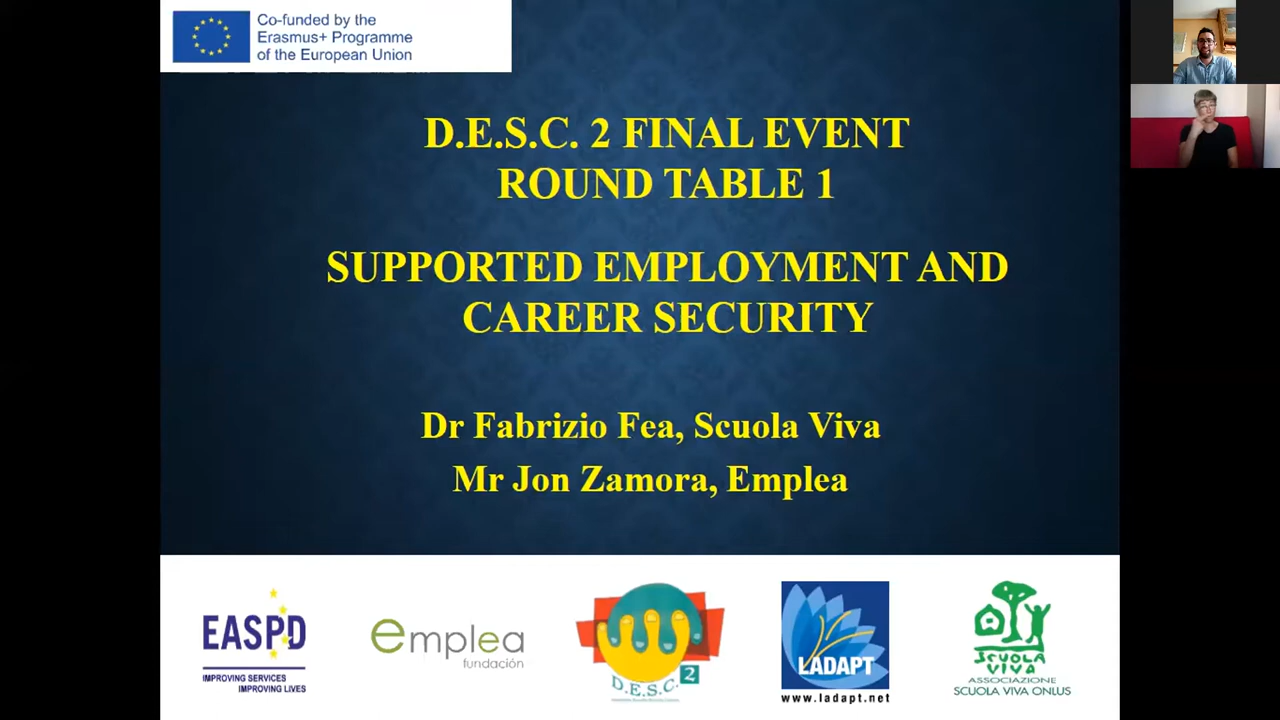 Co-funded by the
Erasmus+ Programme
of the European Union
D.E.S.C. 2 FINAL EVENT
ROUND TABLE 1
SUPPORTED EMPLOYMENT AND
CAREER SECURITY
Dr Fabrizio Fea, Scuola Viva
Mr Jon Zamora, Emplea
EASPD
IMPROVING SERVICES
IMPROVING LIVES
emplea
fundación
D.E.S.C. 2
LADAPT
www.ladapt.net
SCUOLA
VIVA
ASSOCIAZIONE
SCUOLA VIVA ONLUS